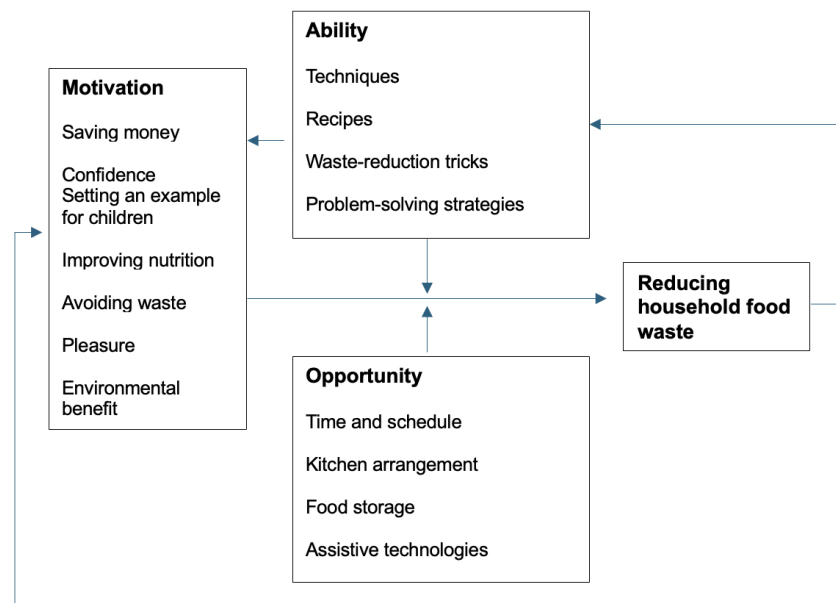 Ability
Techniques
Recipes
Waste-reduction tricks
Problem-solving strategies
Motivation
Saving money
Confidence
Setting an example
for children
Improving nutrition
Avoiding waste
Pleasure
Environmental
benefit
Reducing
household food
waste
Opportunity
Time and schedule
Kitchen arrangement
Food storage
Assistive technologies